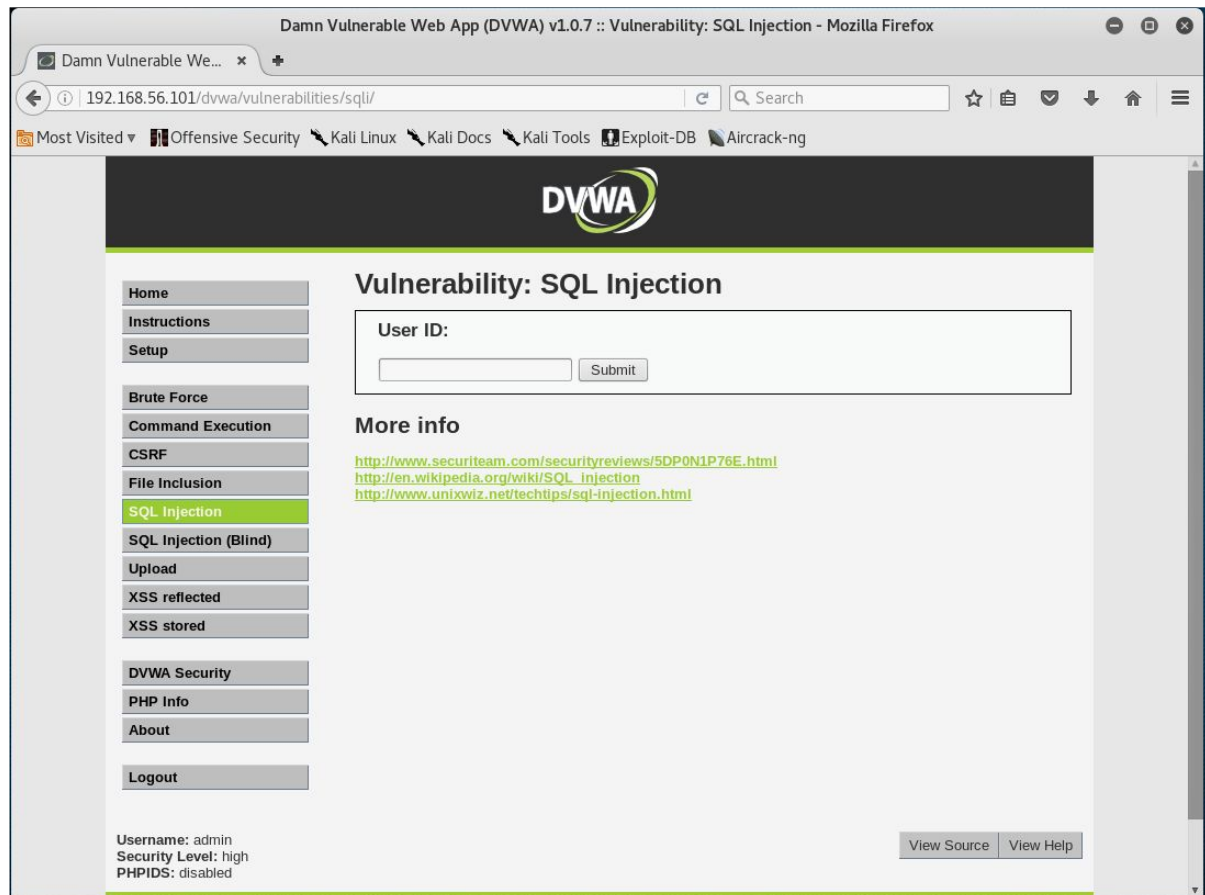 Damn Vulnerable Web App (DVWA) v1.0.7 :: Vulnerability: SQL Injection - Mozilla Firefox
Damn Vulnerable We...
192.168.56.101/dvwa/vulnerabilities/sqli/
Search
Most Visited
Offensive Security
Kali Linux
Kali Docs
Kali Tools
Exploit-DB
Aircrack-ng
DVWA
Home
Instructions
Setup
Brute Force
Command Execution
CSRF
File Inclusion
SQL Injection
SQL Injection (Blind)
Upload
XSS reflected
XSS stored
DVWA Security
PHP Info
About
Logout
Vulnerability: SQL Injection
User ID:
Submit
More info
http://www.securiteam.com/securityreviews/5DP0N1P76E.html
http://en.wikipedia.org/wiki/SQL_injection
http://www.unixwiz.net/techtips/sql-injection.html
Username: admin
Security Level: high
PHPIDS: disabled
View Source
View Help